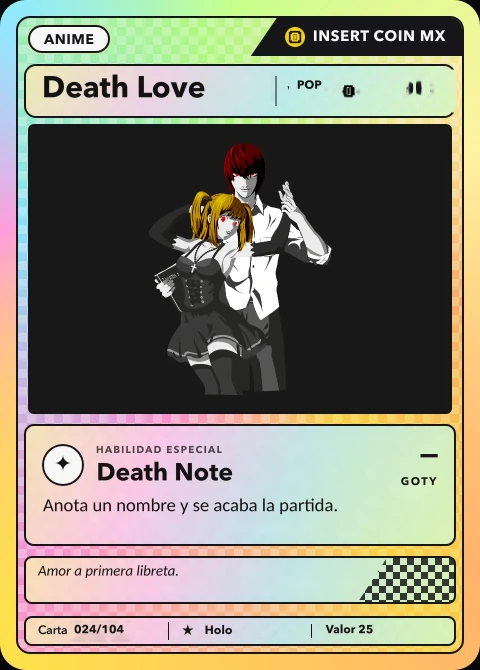 ANIME
INSERT COIN MX
Death Love
POP
HABILIDAD ESPECIAL
Death Note
GOTY
Anota un nombre y se acaba la partida.
Amor a primera libreta.
Carta 024/104
★ Holo
Valor 25